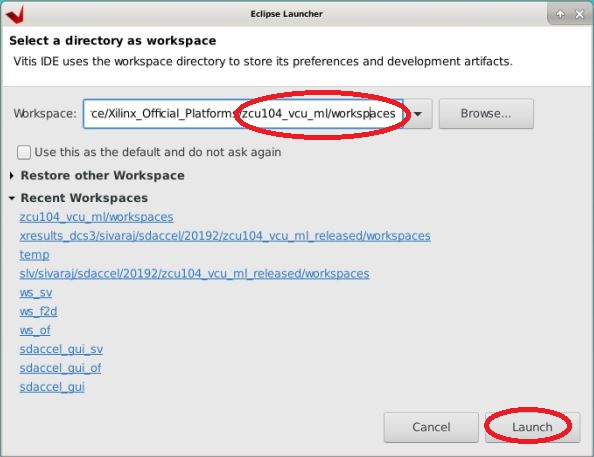 Eclipse Launcher
Select a directory as workspace
Vitis IDE uses the workspace directory to store its preferences and development artifacts.
Workspace: rce/Xilinx_Official_Platforms/zcu104_vcu_ml/workspaces Browse...
Use this as the default and do not ask again
Restore other Workspace
Recent Workspaces
zcu104_vcu_ml/workspaces
xresults_dcs3/sivaraj/sdaccel/20192/zcu104_vcu_ml_released/workspaces
temp
slv/sivaraj/sdaccel/20192/zcu104_vcu_ml_released/workspaces
ws_sv
ws_f2d
ws_of
sdaccel_gui_sv
sdaccel_gui_of
sdaccel_gui
Cancel Launch